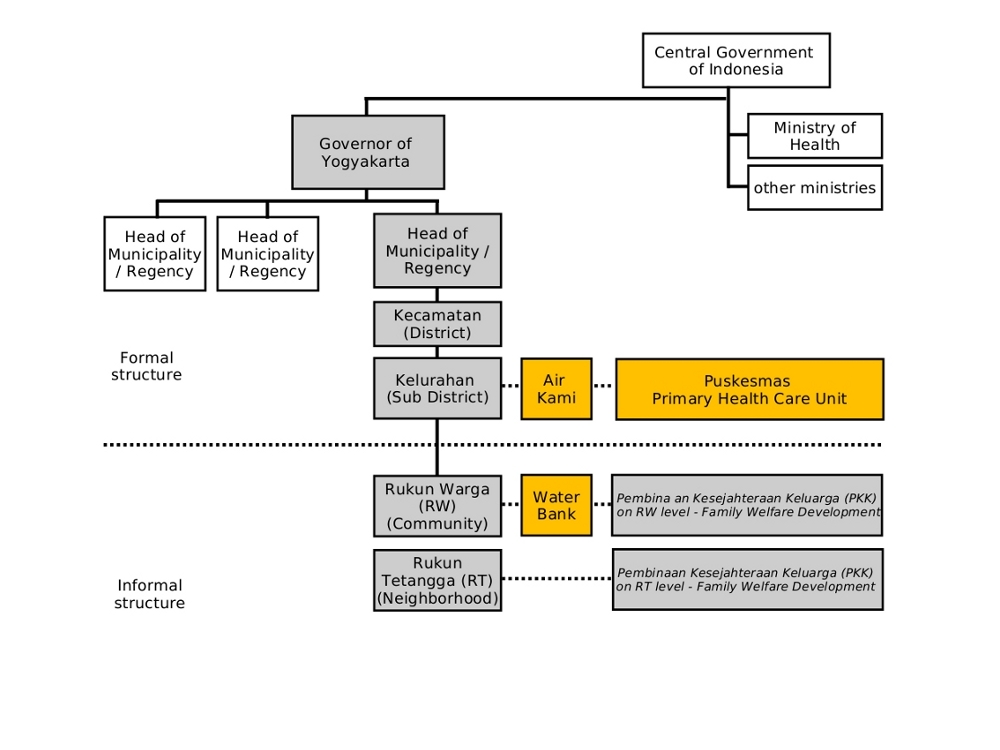 Central Government
of Indonesia
Ministry of
Health
other ministries
Governor of
Yogyakarta
Head of
Municipality
/ Regency
Head of
Municipality
/ Regency
Head of
Municipality /
Regency
Kecamatan
(District)
Formal
structure
Kelurahan
(Sub District)
Air
Kami
Puskesmas
Primary Health Care Unit
Rukun Warga
(RW)
(Community)
Water
Bank
Pembina an Kesejahteraan Keluarga (PKK)
on RW level - Family Welfare Development
Informal
structure
Rukun
Tetangga (RT)
(Neighborhood)
Pembinaan Kesejahteraan Keluarga (PKK)
on RT level - Family Welfare Development